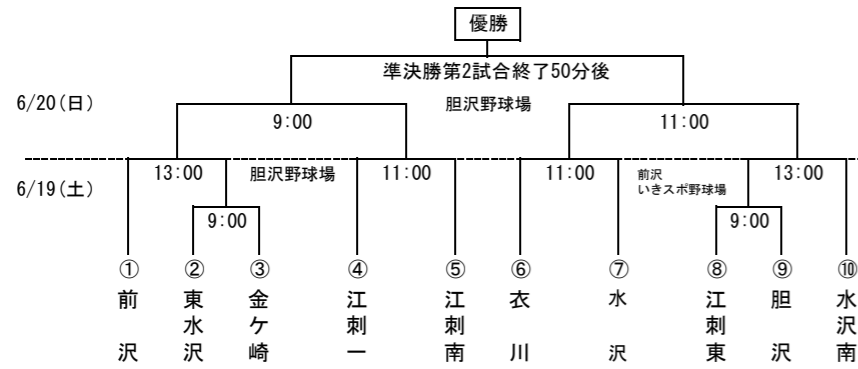 優勝
準決勝第2試合終了50分後
6/20(日)
胆沢野球場
9:00
11:00
6/19(土)
13:00
胆沢野球場
11:00
11:00
前沢
いきスポ野球場
13:00
9:00
9:00
①前沢
②東水沢
③金ケ崎
④江刺一
⑤江刺南
⑥衣川
⑦水沢
⑧江刺東
⑨胆沢
⑩水沢南